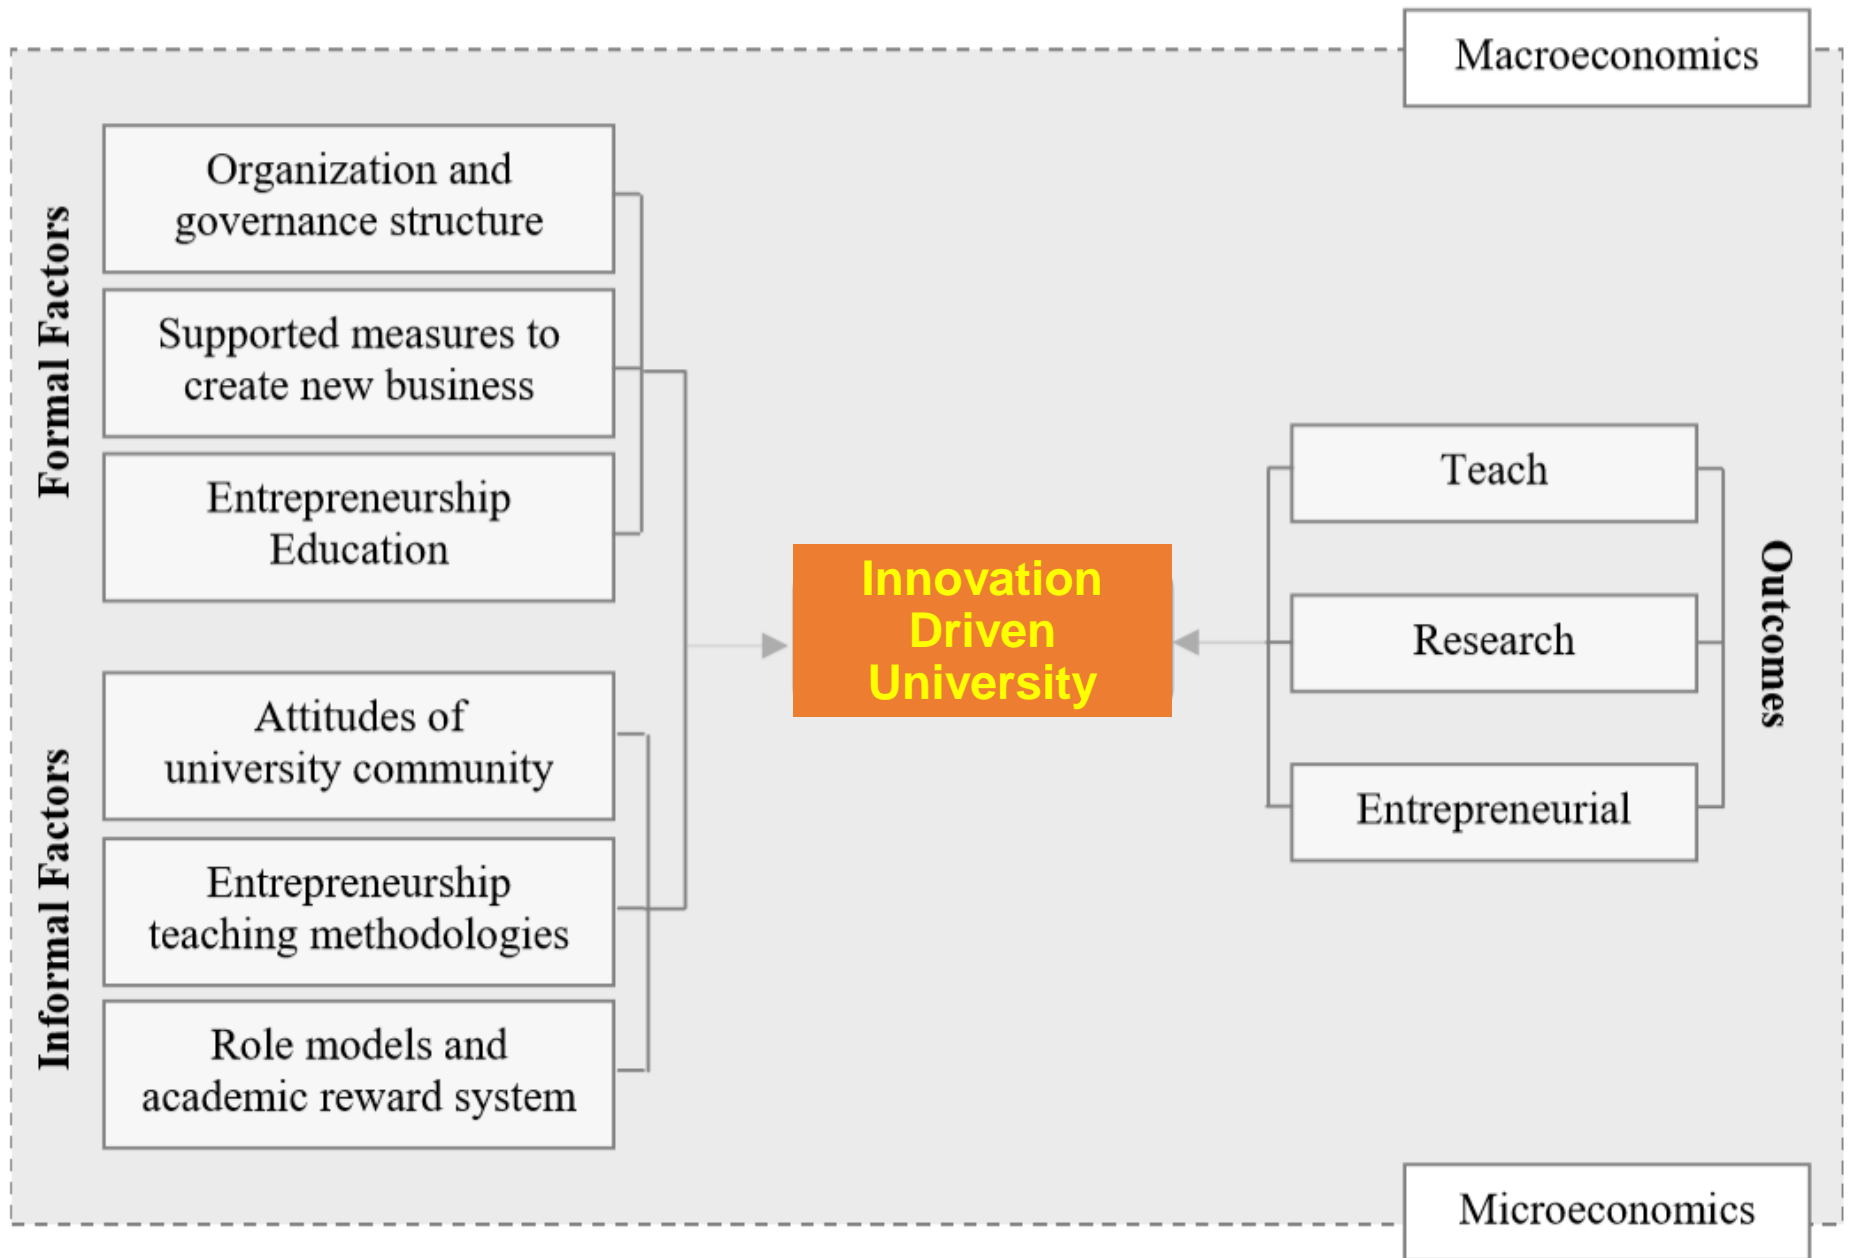 Macroeconomics
Formal Factors
Organization and
governance structure
Supported measures to
create new business
Entrepreneurship
Education
Informal Factors
Attitudes of
university community
Entrepreneurship
teaching methodologies
Role models and
academic reward system
Innovation
Driven
University
Teach
Research
Entrepreneurial
Outcomes
Microeconomics